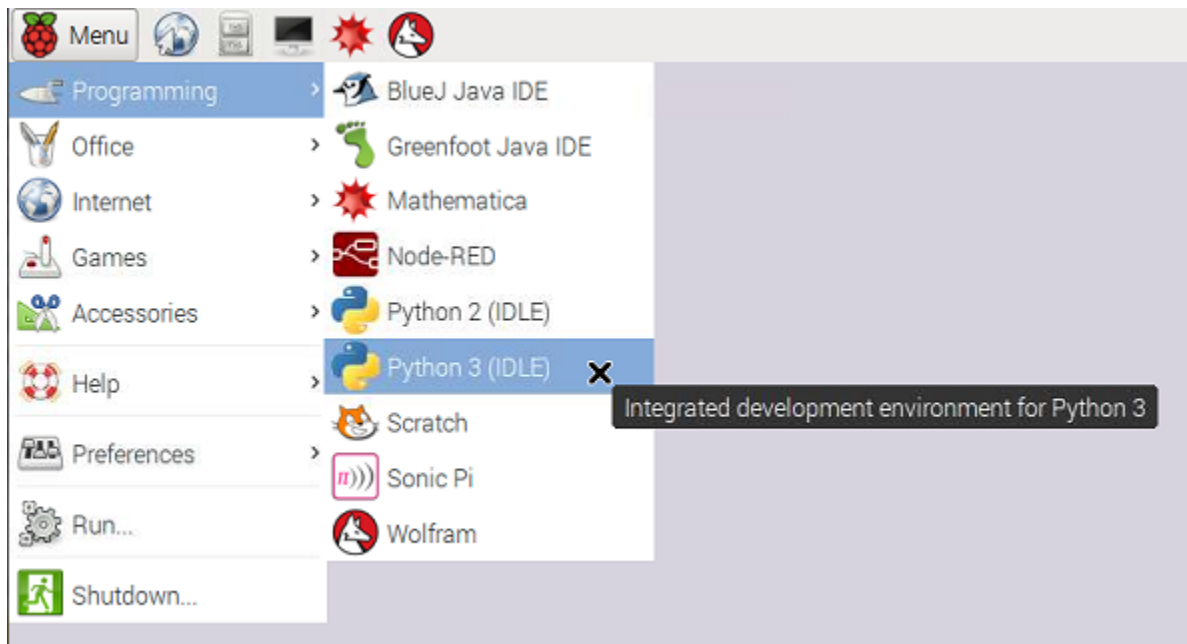 Menu
Programming
Office
Internet
Games
Accessories
Help
Preferences
Run...
Shutdown...
BlueJ Java IDE
Greenfoot Java IDE
Mathematica
Node-RED
Python 2 (IDLE)
Python 3 (IDLE)
Scratch
π)))
Sonic Pi
Wolfram
Integrated development environment for Python 3